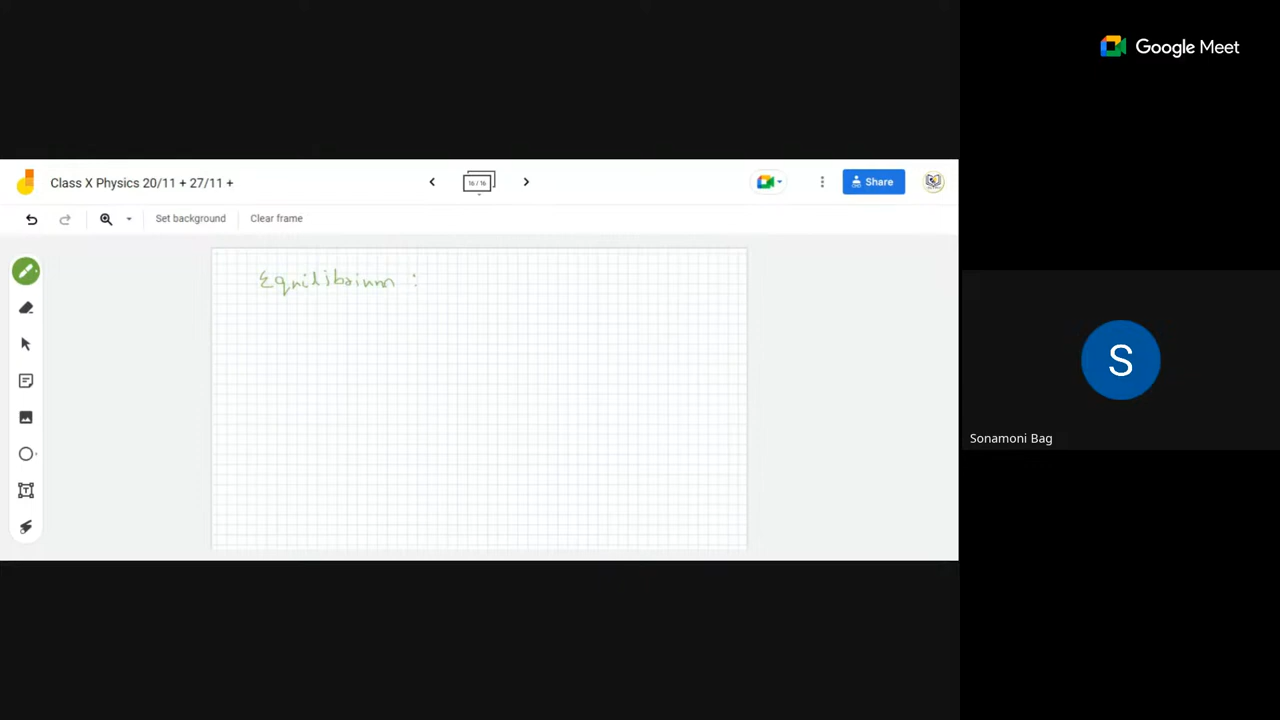 Google Meet
Class X Physics 20/11 + 27/11 +
16 / 16
Share
Set background
Clear frame
Equilibrium :
S
Sonamoni Bag